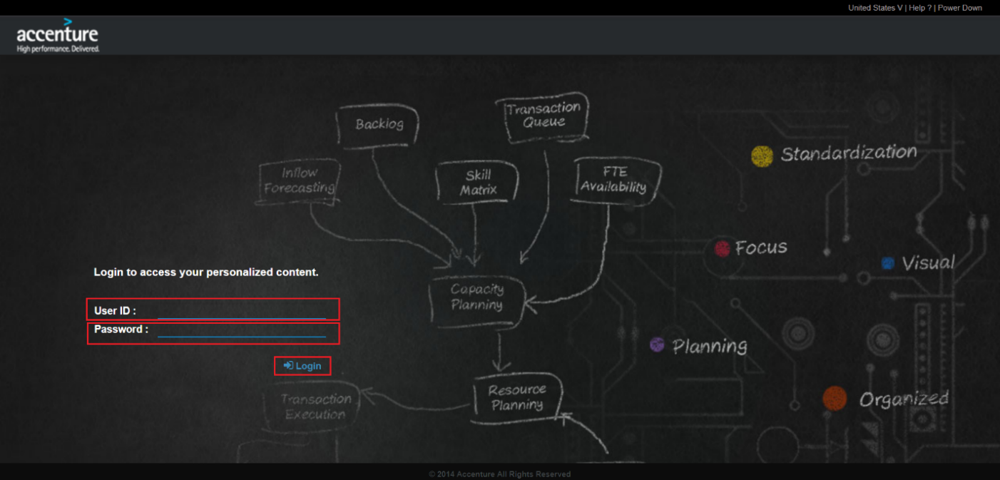 United States V | Help ? | Power Down
accenture
High performance. Delivered.
Transaction
Queue
Backlog
Standardization
Inflow
Forecasting
Skill
Matrix
FTE
Availability
Focus
Visual
Login to access your personalized content.
Capacity
Planning
User ID :
Password :
Planning
Login
Resource
Planning
Transaction
Execution
Organized
© 2014 Accenture All Rights Reserved